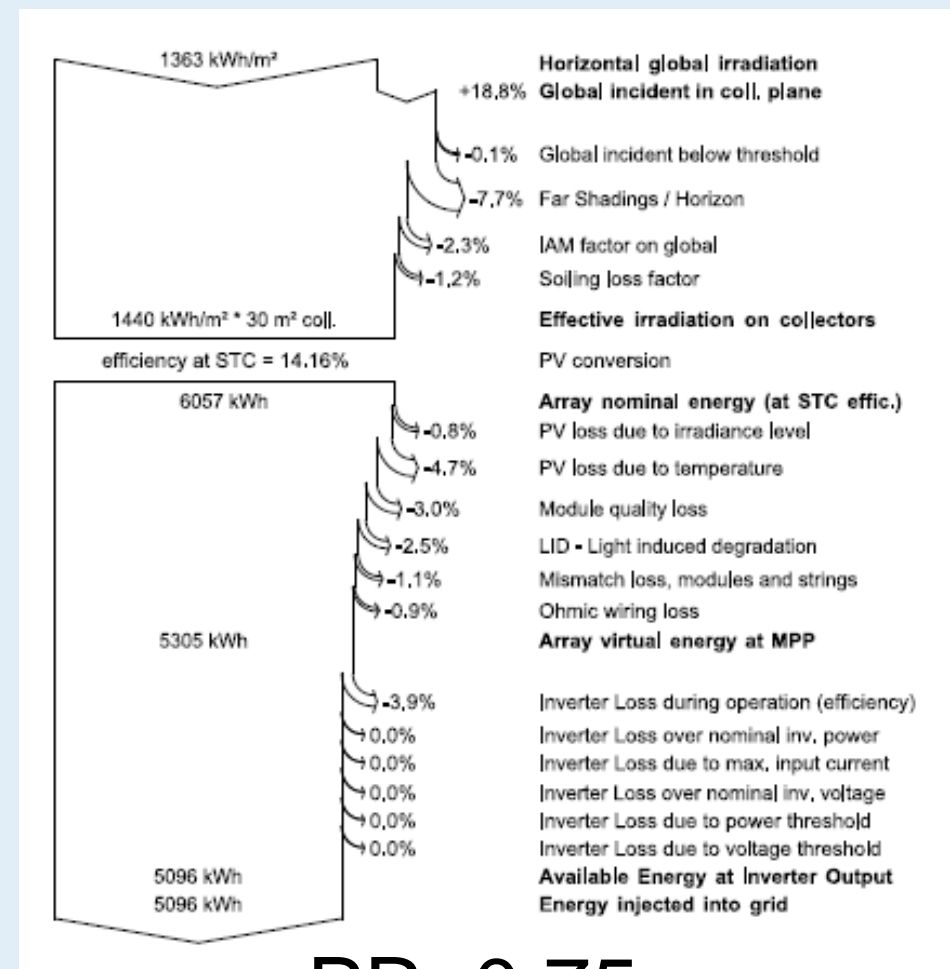 1363 kWh/m² Horizontal global irradiation
+18.8% Global incident in coll. plane
-0.1% Global incident below threshold
-7.7% Far Shadings / Horizon
-2.3% IAM factor on global
-1.2% Soiling loss factor
1440 kWh/m² * 30 m² coll. Effective irradiation on collectors
efficiency at STC = 14.16% PV conversion
6057 kWh Array nominal energy (at STC effic.)
-0.8% PV loss due to irradiance level
-4.7% PV loss due to temperature
-3.0% Module quality loss
-2.5% LID - Light induced degradation
-1.1% Mismatch loss, modules and strings
-0.9% Ohmic wiring loss
5305 kWh Array virtual energy at MPP
-3.9% Inverter Loss during operation (efficiency)
0.0% Inverter Loss over nominal inv. power
0.0% Inverter Loss due to max. input current
0.0% Inverter Loss over nominal inv. voltage
0.0% Inverter Loss due to power threshold
0.0% Inverter Loss due to voltage threshold
5096 kWh Available Energy at Inverter Output
5096 kWh Energy injected into grid